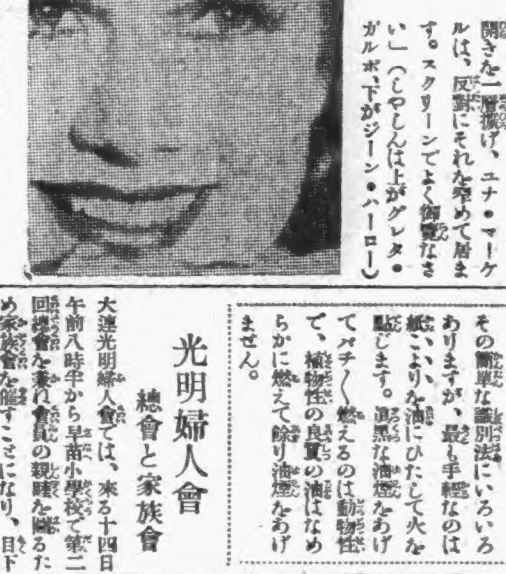 開きを一層拡げ、ユナ・マーケ
ルは、反對にそれを窄めて居ま
す。スクリーンでよく御覽なさ
い」（しやしんは上がグレタ・
ガルボ、下がジーン・ハーロー）
その簡單な識別法にいろいろ
ありますが、最も手輕なのは
紙こよりを油にひたして火を
點じます。眞黑な油煙をあげ
てパチ〳〵燃えるのは動物性
で、植物性の良質の油はなめ
らかに燃えて餘り油煙をあげ
ません。
光明婦人會
總會と家族會
大連光明婦人會では、來る十四日
午前八時半から早苗小學校で第二
回總會を兼ね會員の親睦を圖るた
め家族會を催すことになり、目下